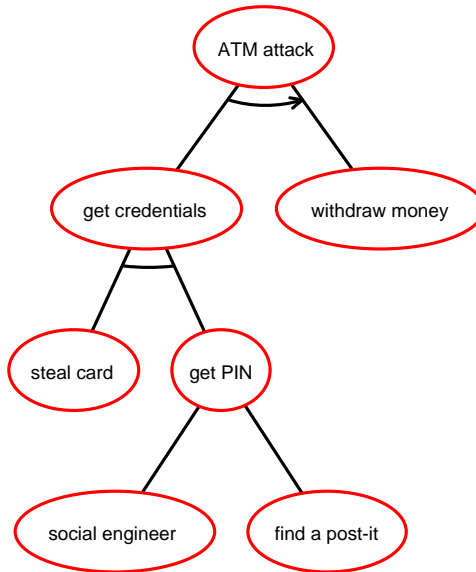 ATM attack
get credentials
withdraw money
steal card
get PIN
social engineer
find a post-it